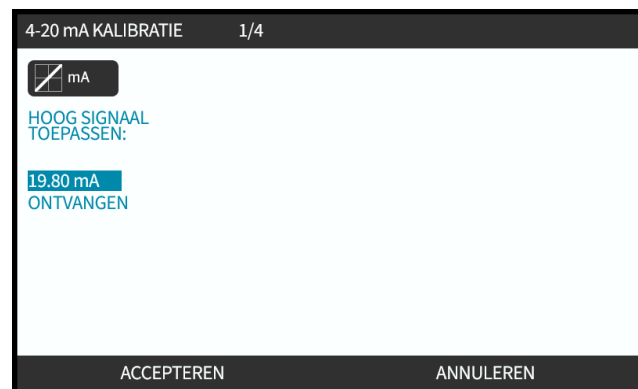 4-20 mA KALIBRATIE 1/4
mA
HOOG SIGNAAL
TOEPASSEN:
19.80 mA
ONTVANGEN
ACCEPTEREN ANNULEREN